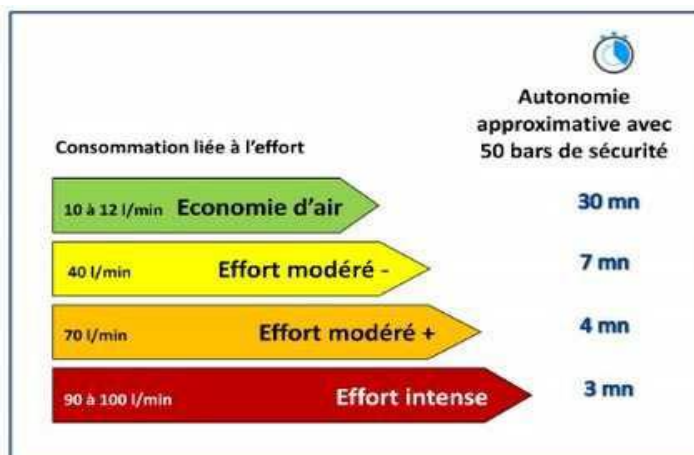 Autonomie
approximative avec
50 bars de sécurité
Consommation liée à l'effort
10 à 12 l/min Economie d'air 30 mn
40 l/min Effort modéré - 7 mn
70 l/min Effort modéré + 4 mn
90 à 100 l/min Effort intense 3 mn